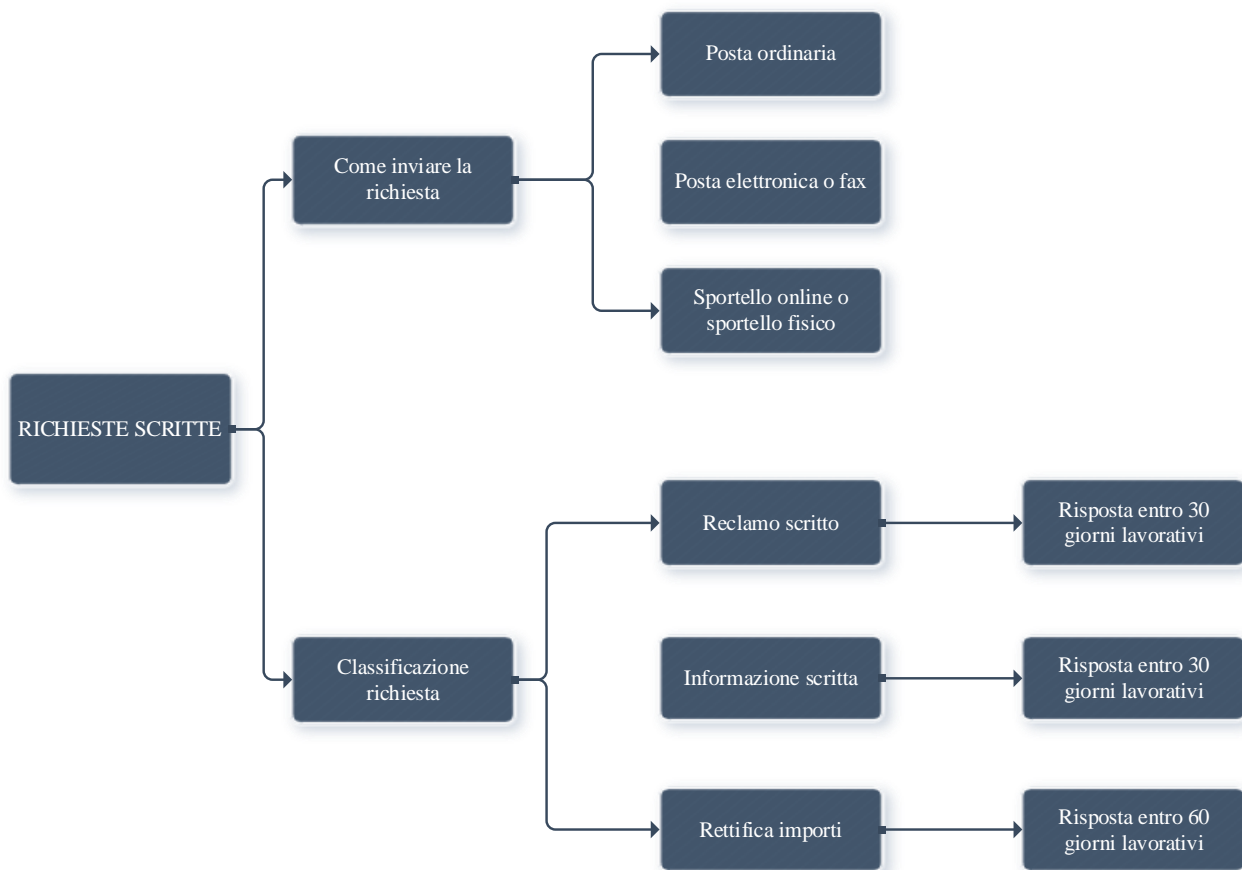 Posta ordinaria
Come inviare la
richiesta
Posta elettronica o fax
Sportello online o
sportello fisico
RICHIESTE SCRITTE
Reclamo scritto
Risposta entro 30
giorni lavorativi
Classificazione
richiesta
Informazione scritta
Risposta entro 30
giorni lavorativi
Rettifica importi
Risposta entro 60
giorni lavorativi